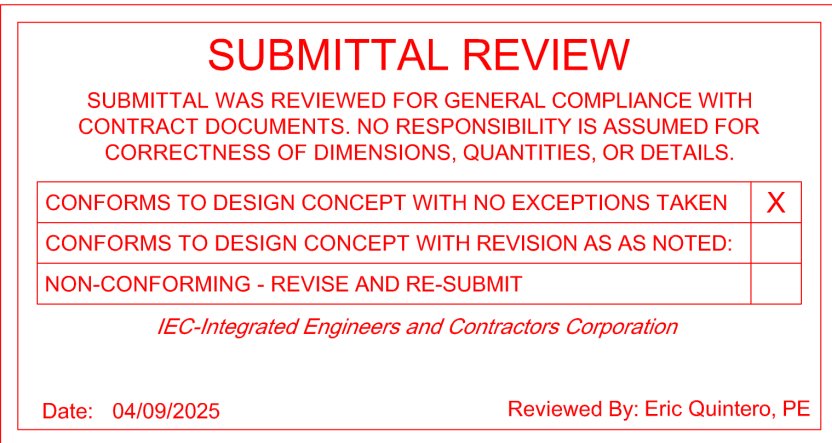 SUBMITTAL REVIEW
SUBMITTAL WAS REVIEWED FOR GENERAL COMPLIANCE WITH
CONTRACT DOCUMENTS. NO RESPONSIBILITY IS ASSUMED FOR
CORRECTNESS OF DIMENSIONS, QUANTITIES, OR DETAILS.
CONFORMS TO DESIGN CONCEPT WITH NO EXCEPTIONS TAKEN X
CONFORMS TO DESIGN CONCEPT WITH REVISION AS AS NOTED:
NON-CONFORMING - REVISE AND RE-SUBMIT
IEC-Integrated Engineers and Contractors Corporation
Date: 04/09/2025 Reviewed By: Eric Quintero, PE